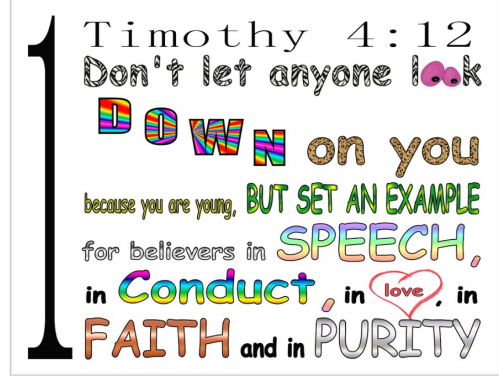 1 Timothy 4:12
Don't let anyone look
DOWN on you
because you are young, BUT SET AN EXAMPLE
for believers in SPEECH,
in Conduct, in love, in
FAITH and in PURITY